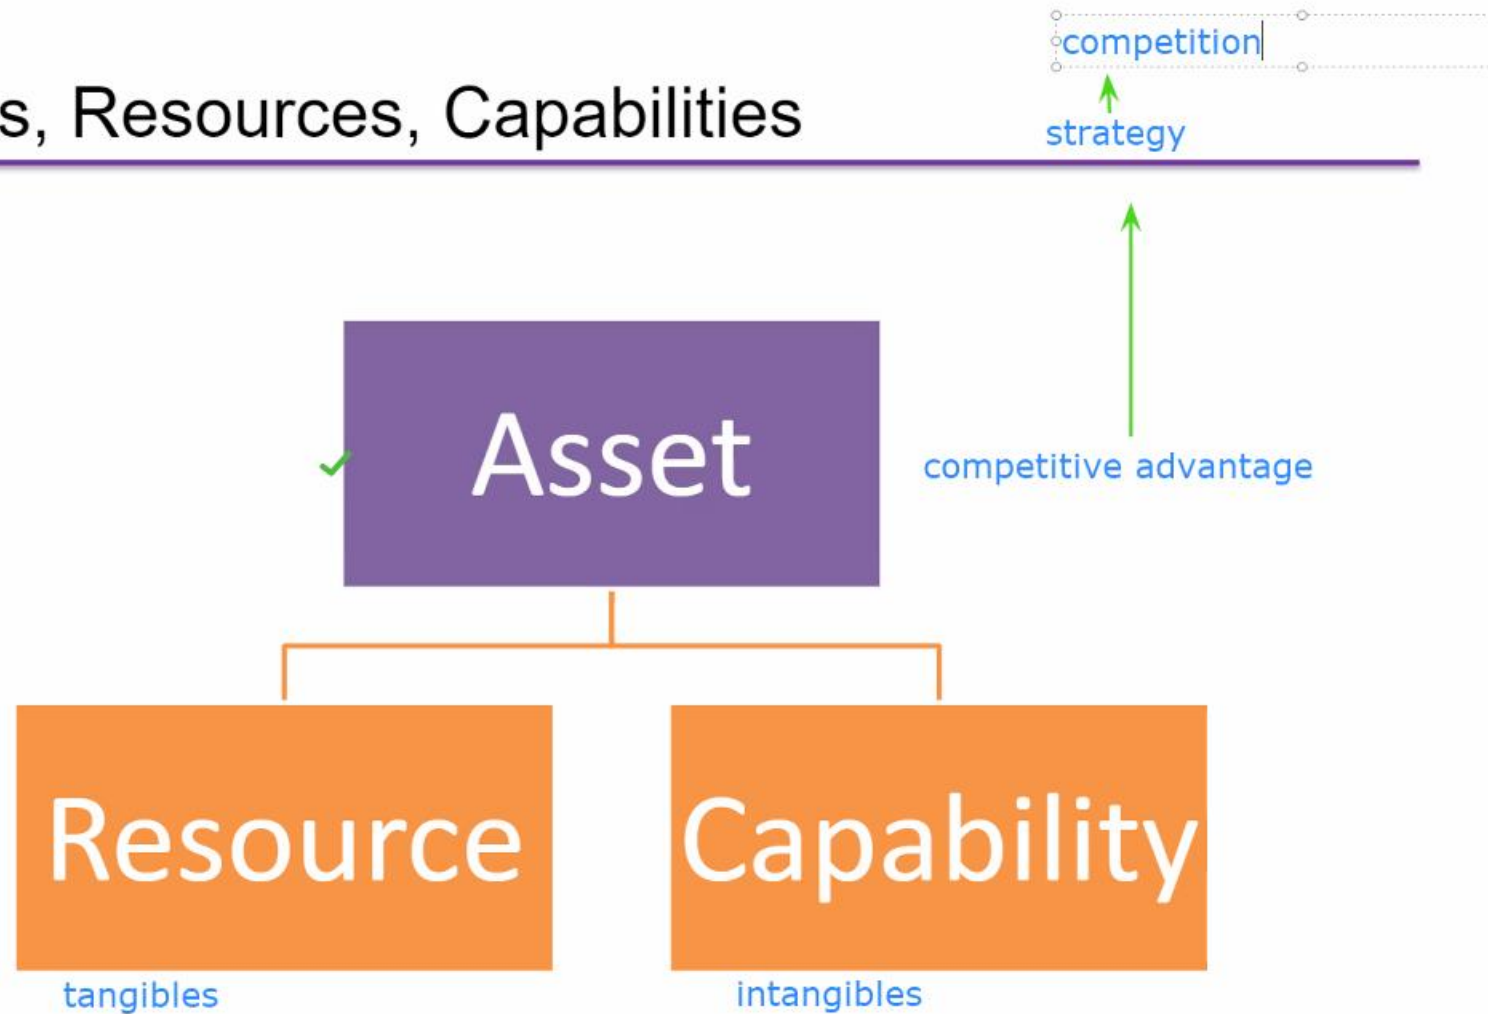 competition
s, Resources, Capabilities
strategy
Asset
competitive advantage
Resource
Capability
tangibles
intangibles